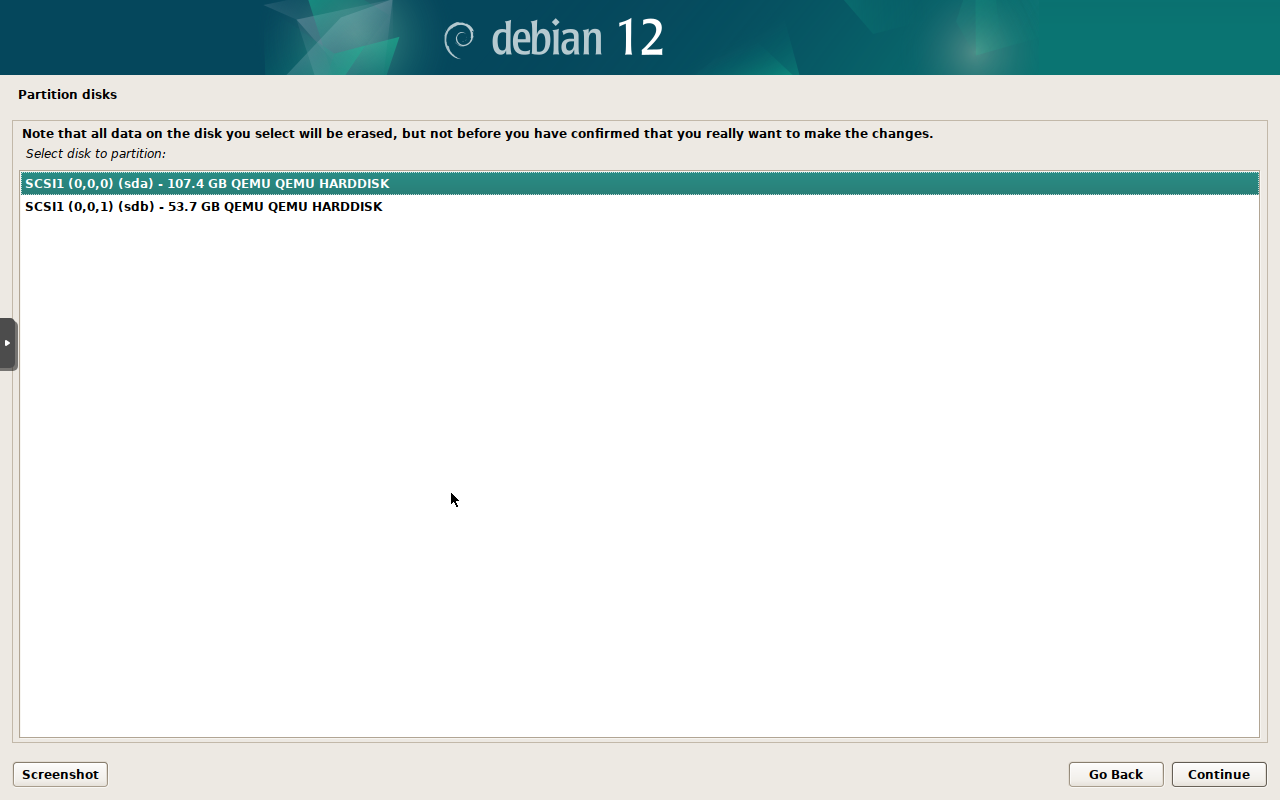 debian 12
Partition disks
Note that all data on the disk you select will be erased, but not before you have confirmed that you really want to make the changes.
Select disk to partition:
SCSI1 (0,0,0) (sda) - 107.4 GB QEMU QEMU HARDDISK
SCSI1 (0,0,1) (sdb) - 53.7 GB QEMU QEMU HARDDISK
Screenshot
Go Back
Continue